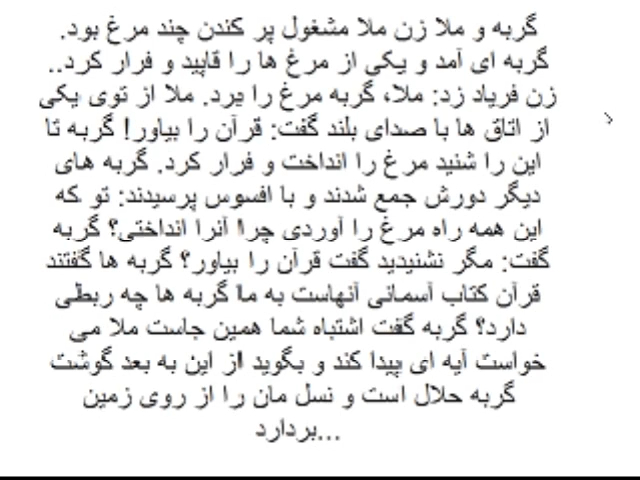 گربه و ملا زن ملا مشغول پر کندن چند مرغ بود.
گربه ای آمد و یکی از مرغ ها را قاپید و فرار کرد..
زن فریاد زد: ملا، گربه مرغ را برد. ملا از توی یکی
از اتاق ها با صدای بلند گفت: قرآن را بیاور! گربه تا
این را شنید مرغ را انداخت و فرار کرد. گربه های
دیگر دورش جمع شدند و با افسوس پرسیدند: تو که
این همه راه مرغ را آوردی چرا آنرا انداختی؟ گربه
گفت: مگر نشنیدید گفت قرآن را بیاور؟ گربه ها گفتند
قرآن کتاب آسمانی آنهاست به ما گربه ها چه ربطی
دارد؟ گربه گفت اشتباه شما همین جاست ملا می
خواست آیه ای پیدا کند و بگوید از این به بعد گوشت
گربه حلال است و نسل مان را از روی زمین
بردارد...